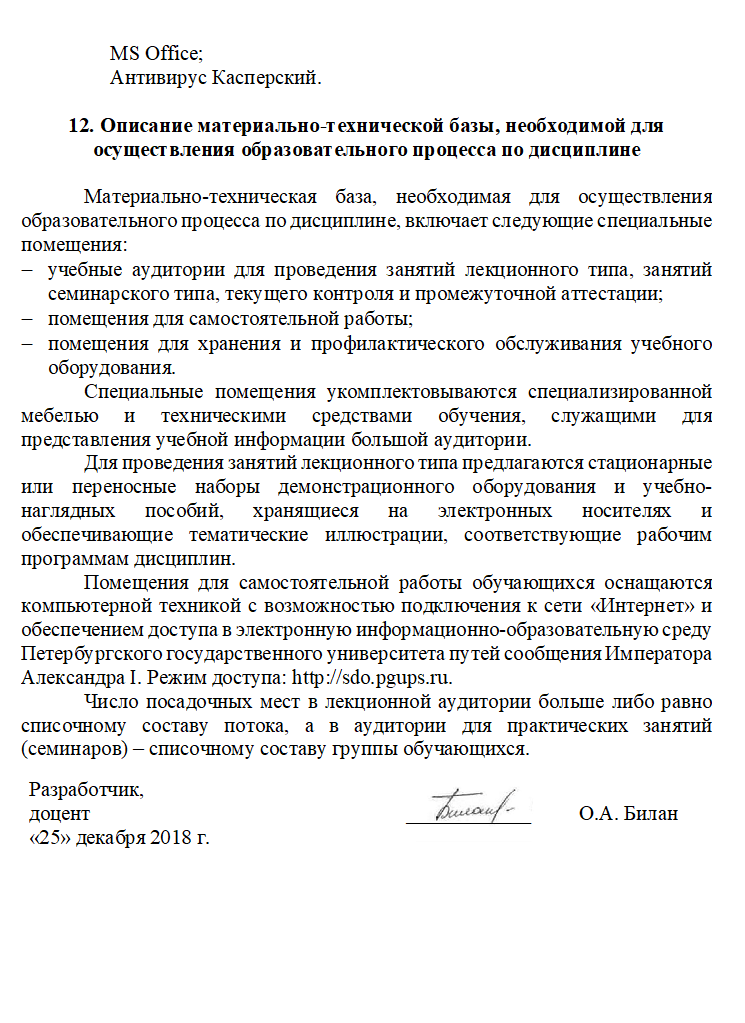 MS Office;
Антивирус Касперский.
12. Описание материально-технической базы, необходимой для
осуществления образовательного процесса по дисциплине
Материально-техническая база, необходимая для осуществления
образовательного процесса по дисциплине, включает следующие специальные
помещения:
– учебные аудитории для проведения занятий лекционного типа, занятий
семинарского типа, текущего контроля и промежуточной аттестации;
– помещения для самостоятельной работы;
– помещения для хранения и профилактического обслуживания учебного
оборудования.
Специальные помещения укомплектовываются специализированной
мебелью и техническими средствами обучения, служащими для
представления учебной информации большой аудитории.
Для проведения занятий лекционного типа предлагаются стационарные
или переносные наборы демонстрационного оборудования и учебно-
наглядных пособий, хранящиеся на электронных носителях и
обеспечивающие тематические иллюстрации, соответствующие рабочим
программам дисциплин.
Помещения для самостоятельной работы обучающихся оснащаются
компьютерной техникой с возможностью подключения к сети «Интернет» и
обеспечением доступа в электронную информационно-образовательную среду
Петербургского государственного университета путей сообщения Императора
Александра I. Режим доступа: http://sdo.pgups.ru.
Число посадочных мест в лекционной аудитории больше либо равно
списочному составу потока, а в аудитории для практических занятий
(семинаров) – списочному составу группы обучающихся.
Разработчик,
доцент Билан О.А. Билан
«25» декабря 2018 г.